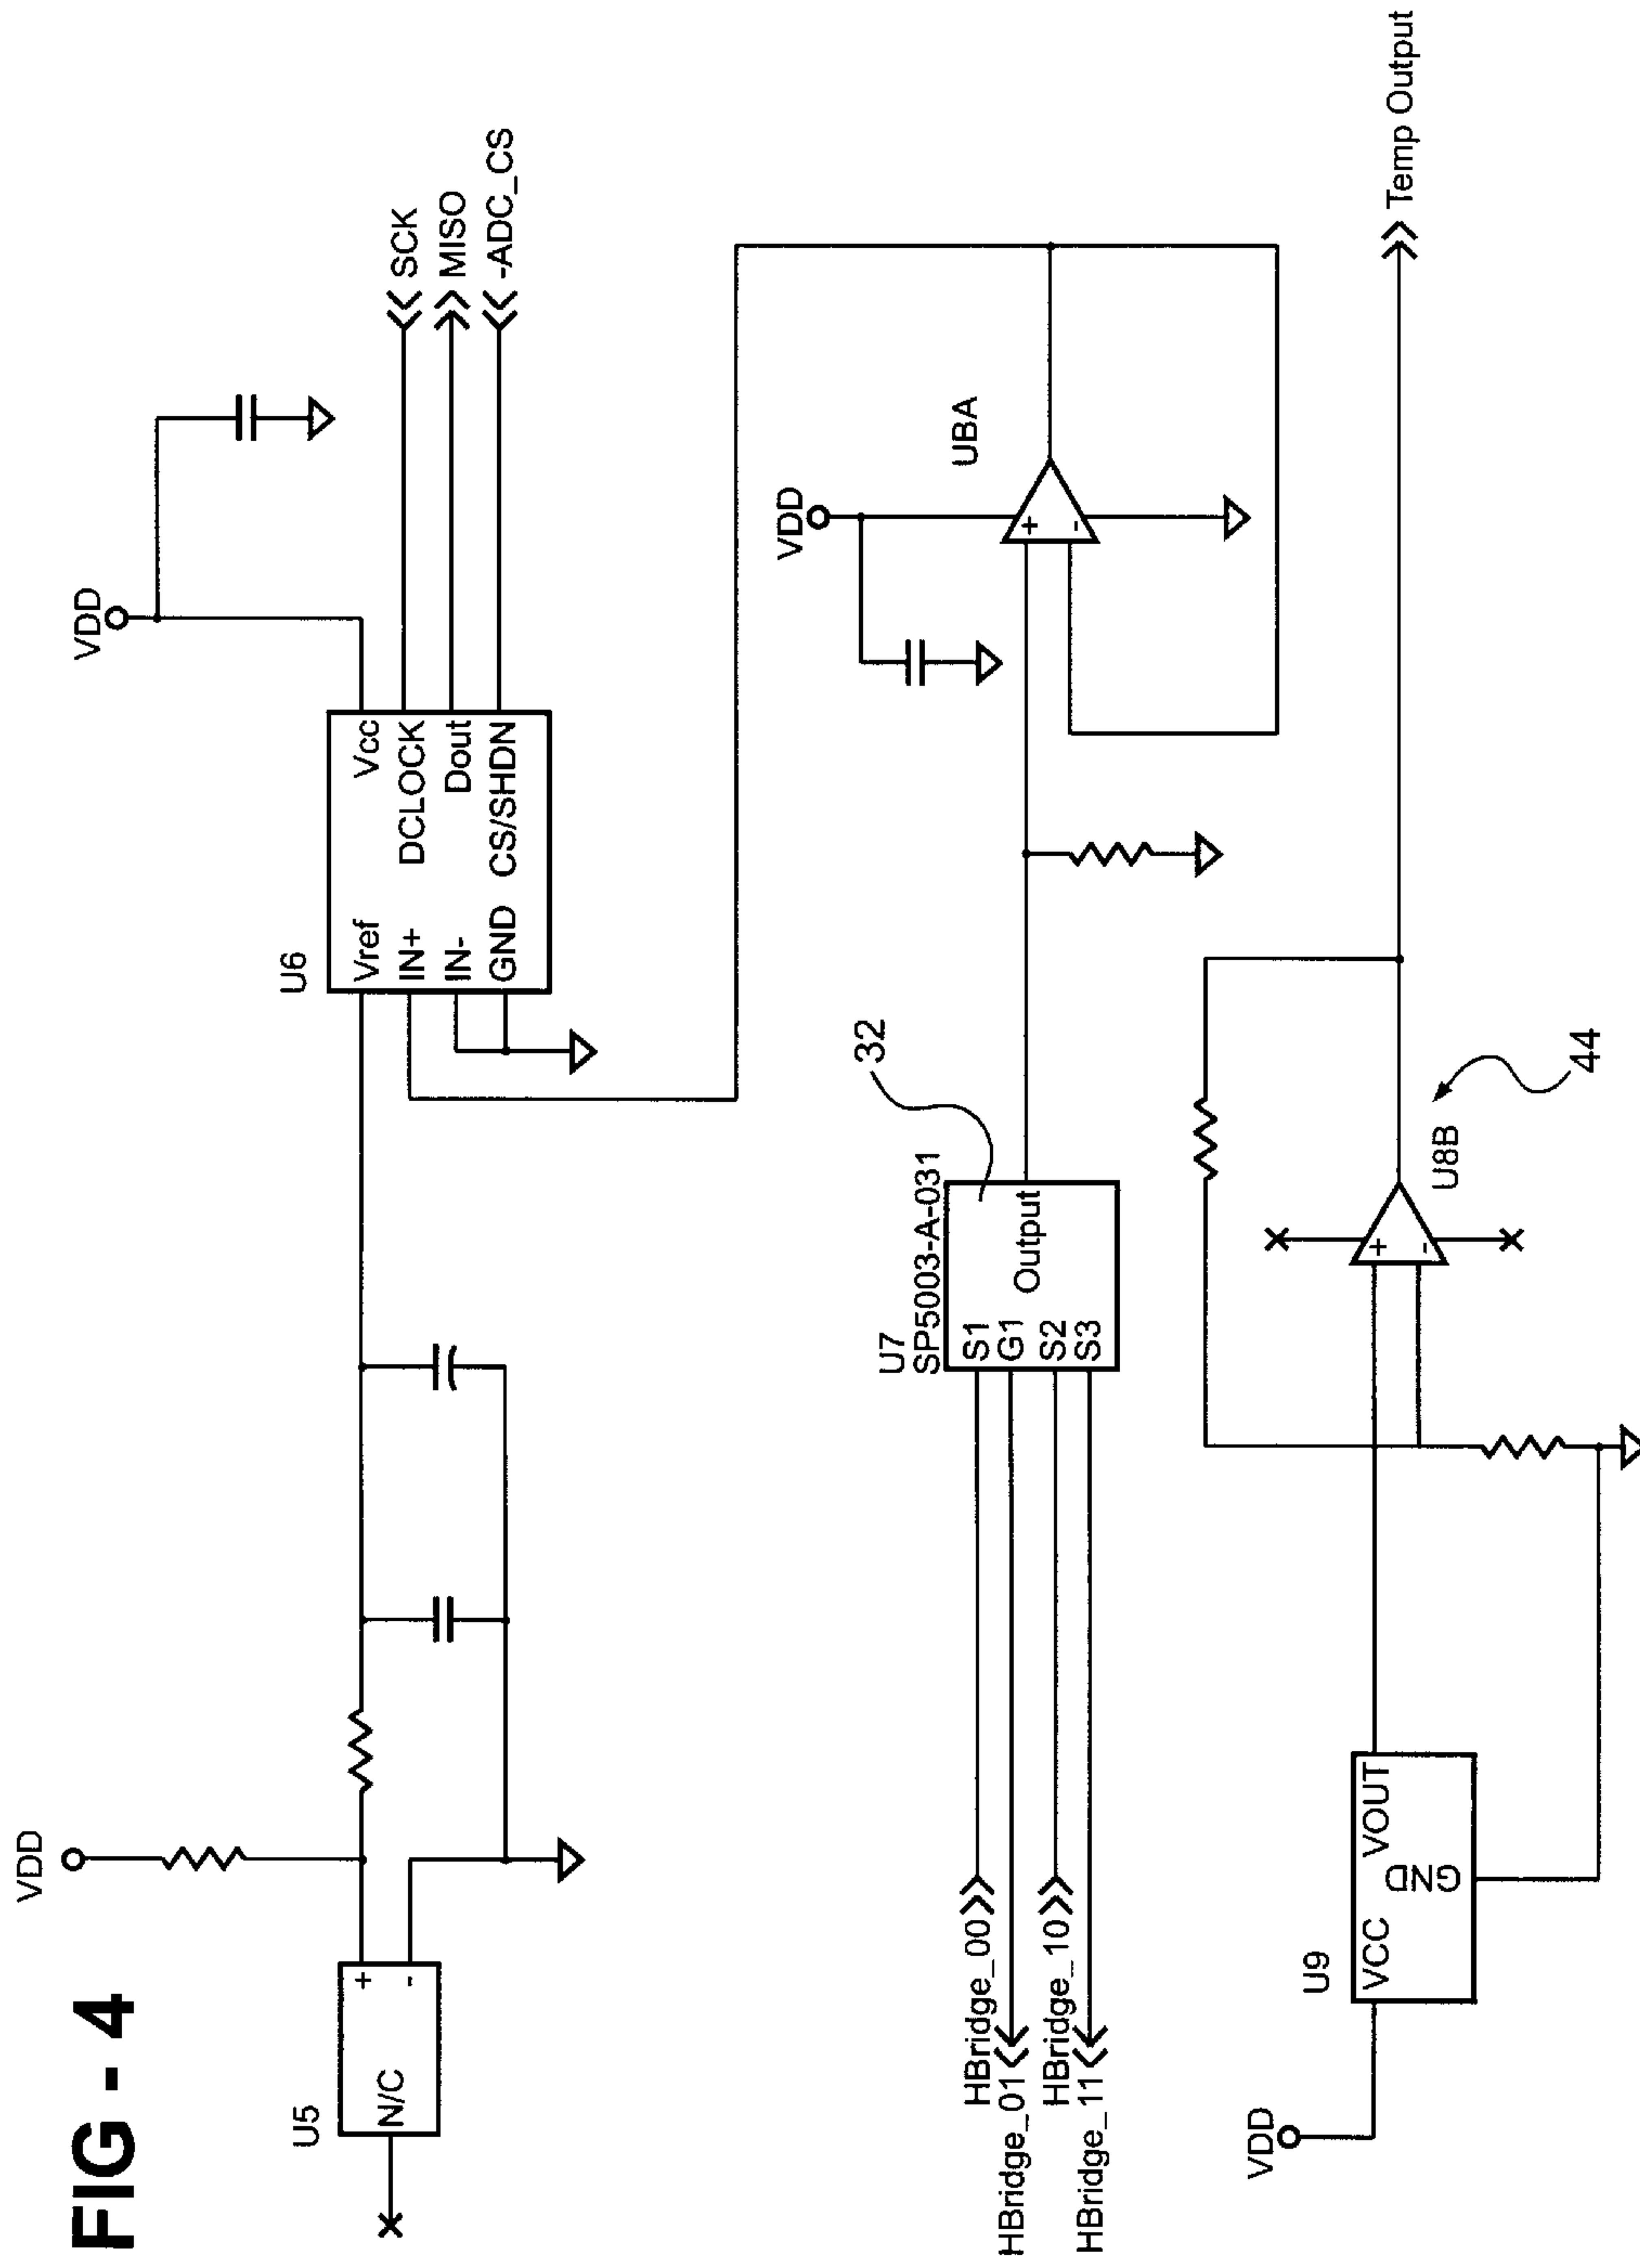 FIG - 4
VDD
U5
N/C
+
-
VDD
U6
Vref
Vcc
IN+
DCLOCK
IN-
Dout
GND
CS/SHDN
SCK
MISO
-ADC_CS
HBridge_00
HBridge_01
HBridge_10
HBridge_11
U7
SP5003-A-031
S1
G1
S2
S3
Output
32
VDD
UBA
+
-
VDD
U9
VCC
VOUT
GND
+
-
U8B
44
Temp Output